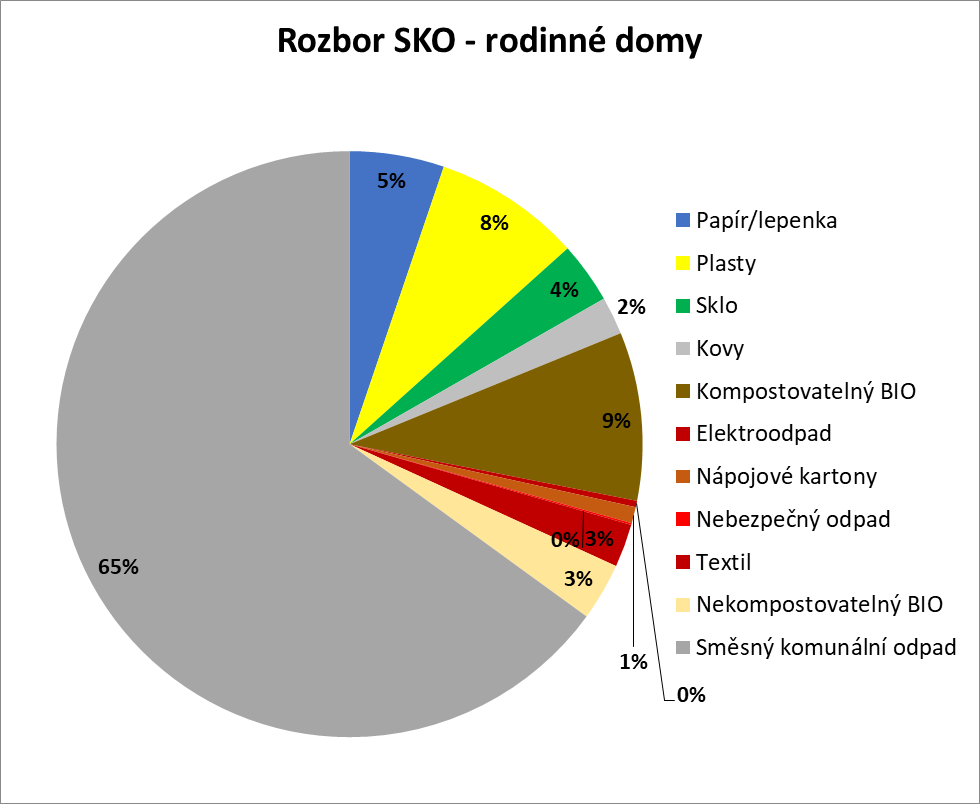 Rozbor SKO - rodinné domy
5%
8%
4%
2%
9%
0%
3%
3%
65%
1%
0%
Papír/lepenka
Plasty
Sklo
Kovy
Kompostovatelný BIO
Elektroodpad
Nápojové kartony
Nebezpečný odpad
Textil
Nekompostovatelný BIO
Směsný komunální odpad